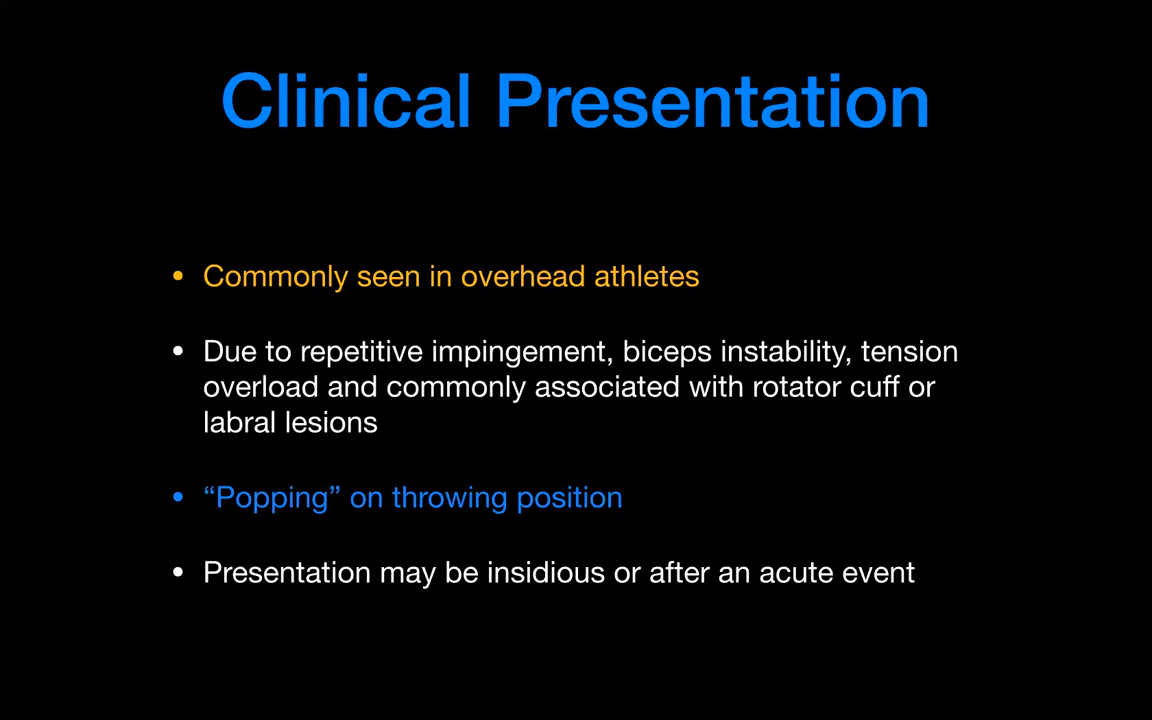 Clinical Presentation
• Commonly seen in overhead athletes
• Due to repetitive impingement, biceps instability, tension
overload and commonly associated with rotator cuff or
labral lesions
• “Popping” on throwing position
• Presentation may be insidious or after an acute event